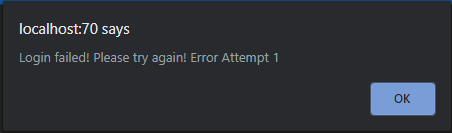 localhost:70 says
Login failed! Please try again! Error Attempt 1
OK